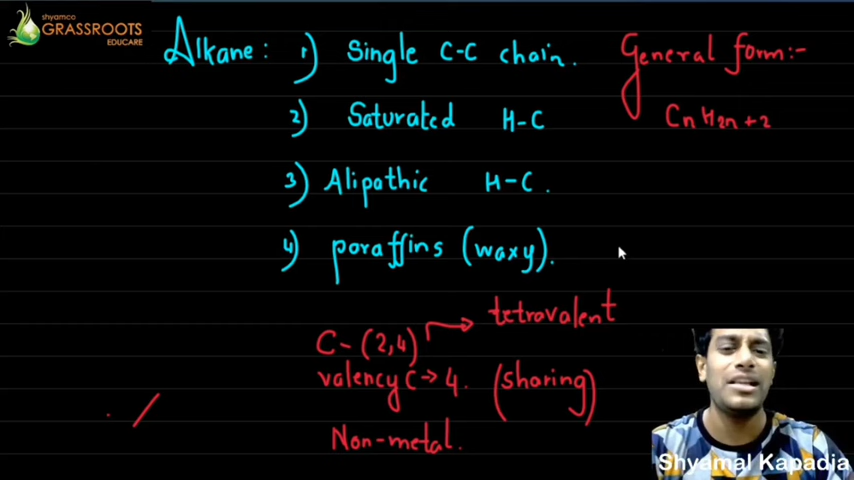 shyamco
GRASSROOTS
EDUCARE
Alkane: 1) Single C-C chain.
2) Saturated H-C
3) Alipathic H-C.
4) poraffins (waxy).
General form:-
CnH2n+2
C-(2,4) → tetravalent
valency C→4. (sharing)
Non-metal.
Shyamal Kapadia